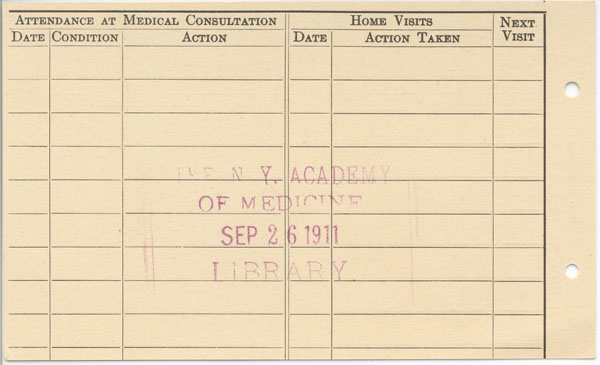 ATTENDANCE AT MEDICAL CONSULTATION HOME VISITS NEXT VISIT
DATE CONDITION ACTION DATE ACTION TAKEN
N. Y. ACADEMY
OF MEDICINE
SEP 26 1911
LIBRARY.